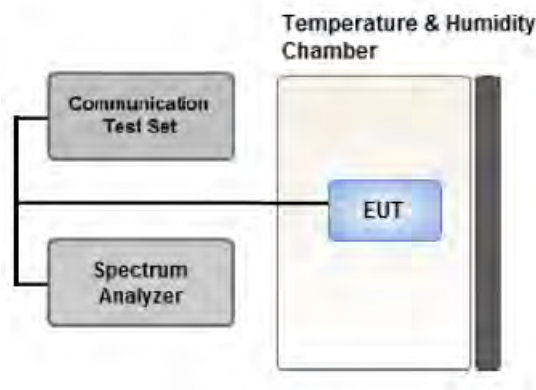 Temperature & Humidity
Chamber
Communication
Test Set
EUT
Spectrum
Analyzer